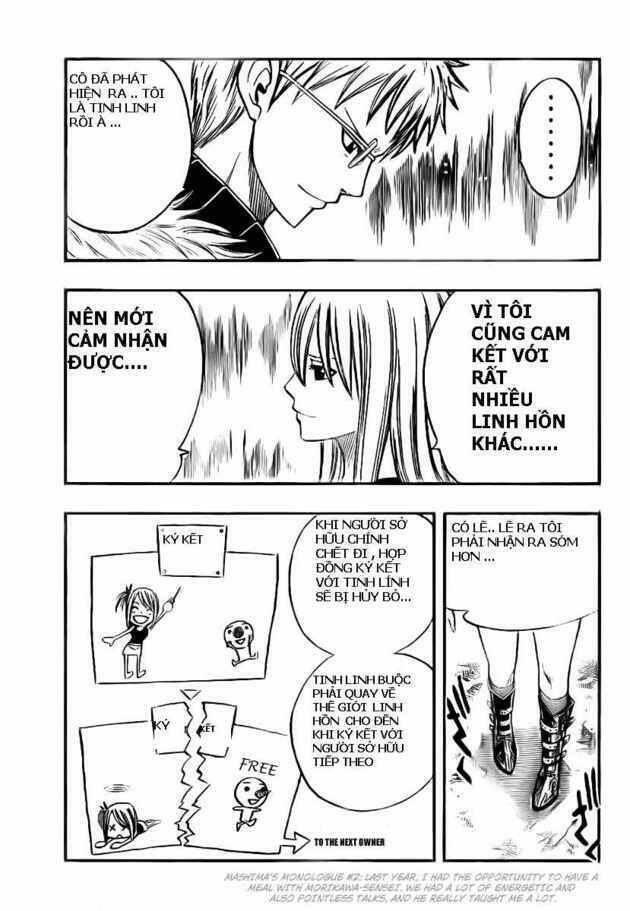 CÔ ĐÃ PHÁT
HIỆN RA .. TÔI
LÀ TINH LINH
RỒI À ...
......
VÌ TÔI
CŨNG CAM
KẾT VỚI
RẤT
NHIỀU
LINH HỒN
KHÁC......
NÊN MỚI
CẢM NHẬN
ĐƯỢC....
CÓ LẼ.. LẼ RA TÔI
PHẢI NHẬN RA SỚM
HƠN ...
KHI NGƯỜI SỞ
HỮU CHÍNH
CHẾT ĐI , HỢP
ĐỒNG KÝ KẾT
VỚI TINH LÍNH
SẼ BỊ HỦY BỎ...
KÝ KẾT
TINH LINH BUỘC
PHẢI QUAY VỀ
THẾ GIỚI LINH
HỒN CHO ĐẾN
KHI KÝ KẾT VỚI
NGƯỜI SỞ HỮU
TIẾP THEO
KÝ KẾT
FREE
TO THE NEXT OWNER
MASHIMA'S MONOLOGUE #2: LAST YEAR, I HAD THE OPPORTUNITY TO HAVE A
MEAL WITH MORIKAWA-SENSEI. WE HAD A LOT OF ENERGETIC AND
ALSO POINTLESS TALKS, AND HE REALLY TAUGHT ME A LOT.